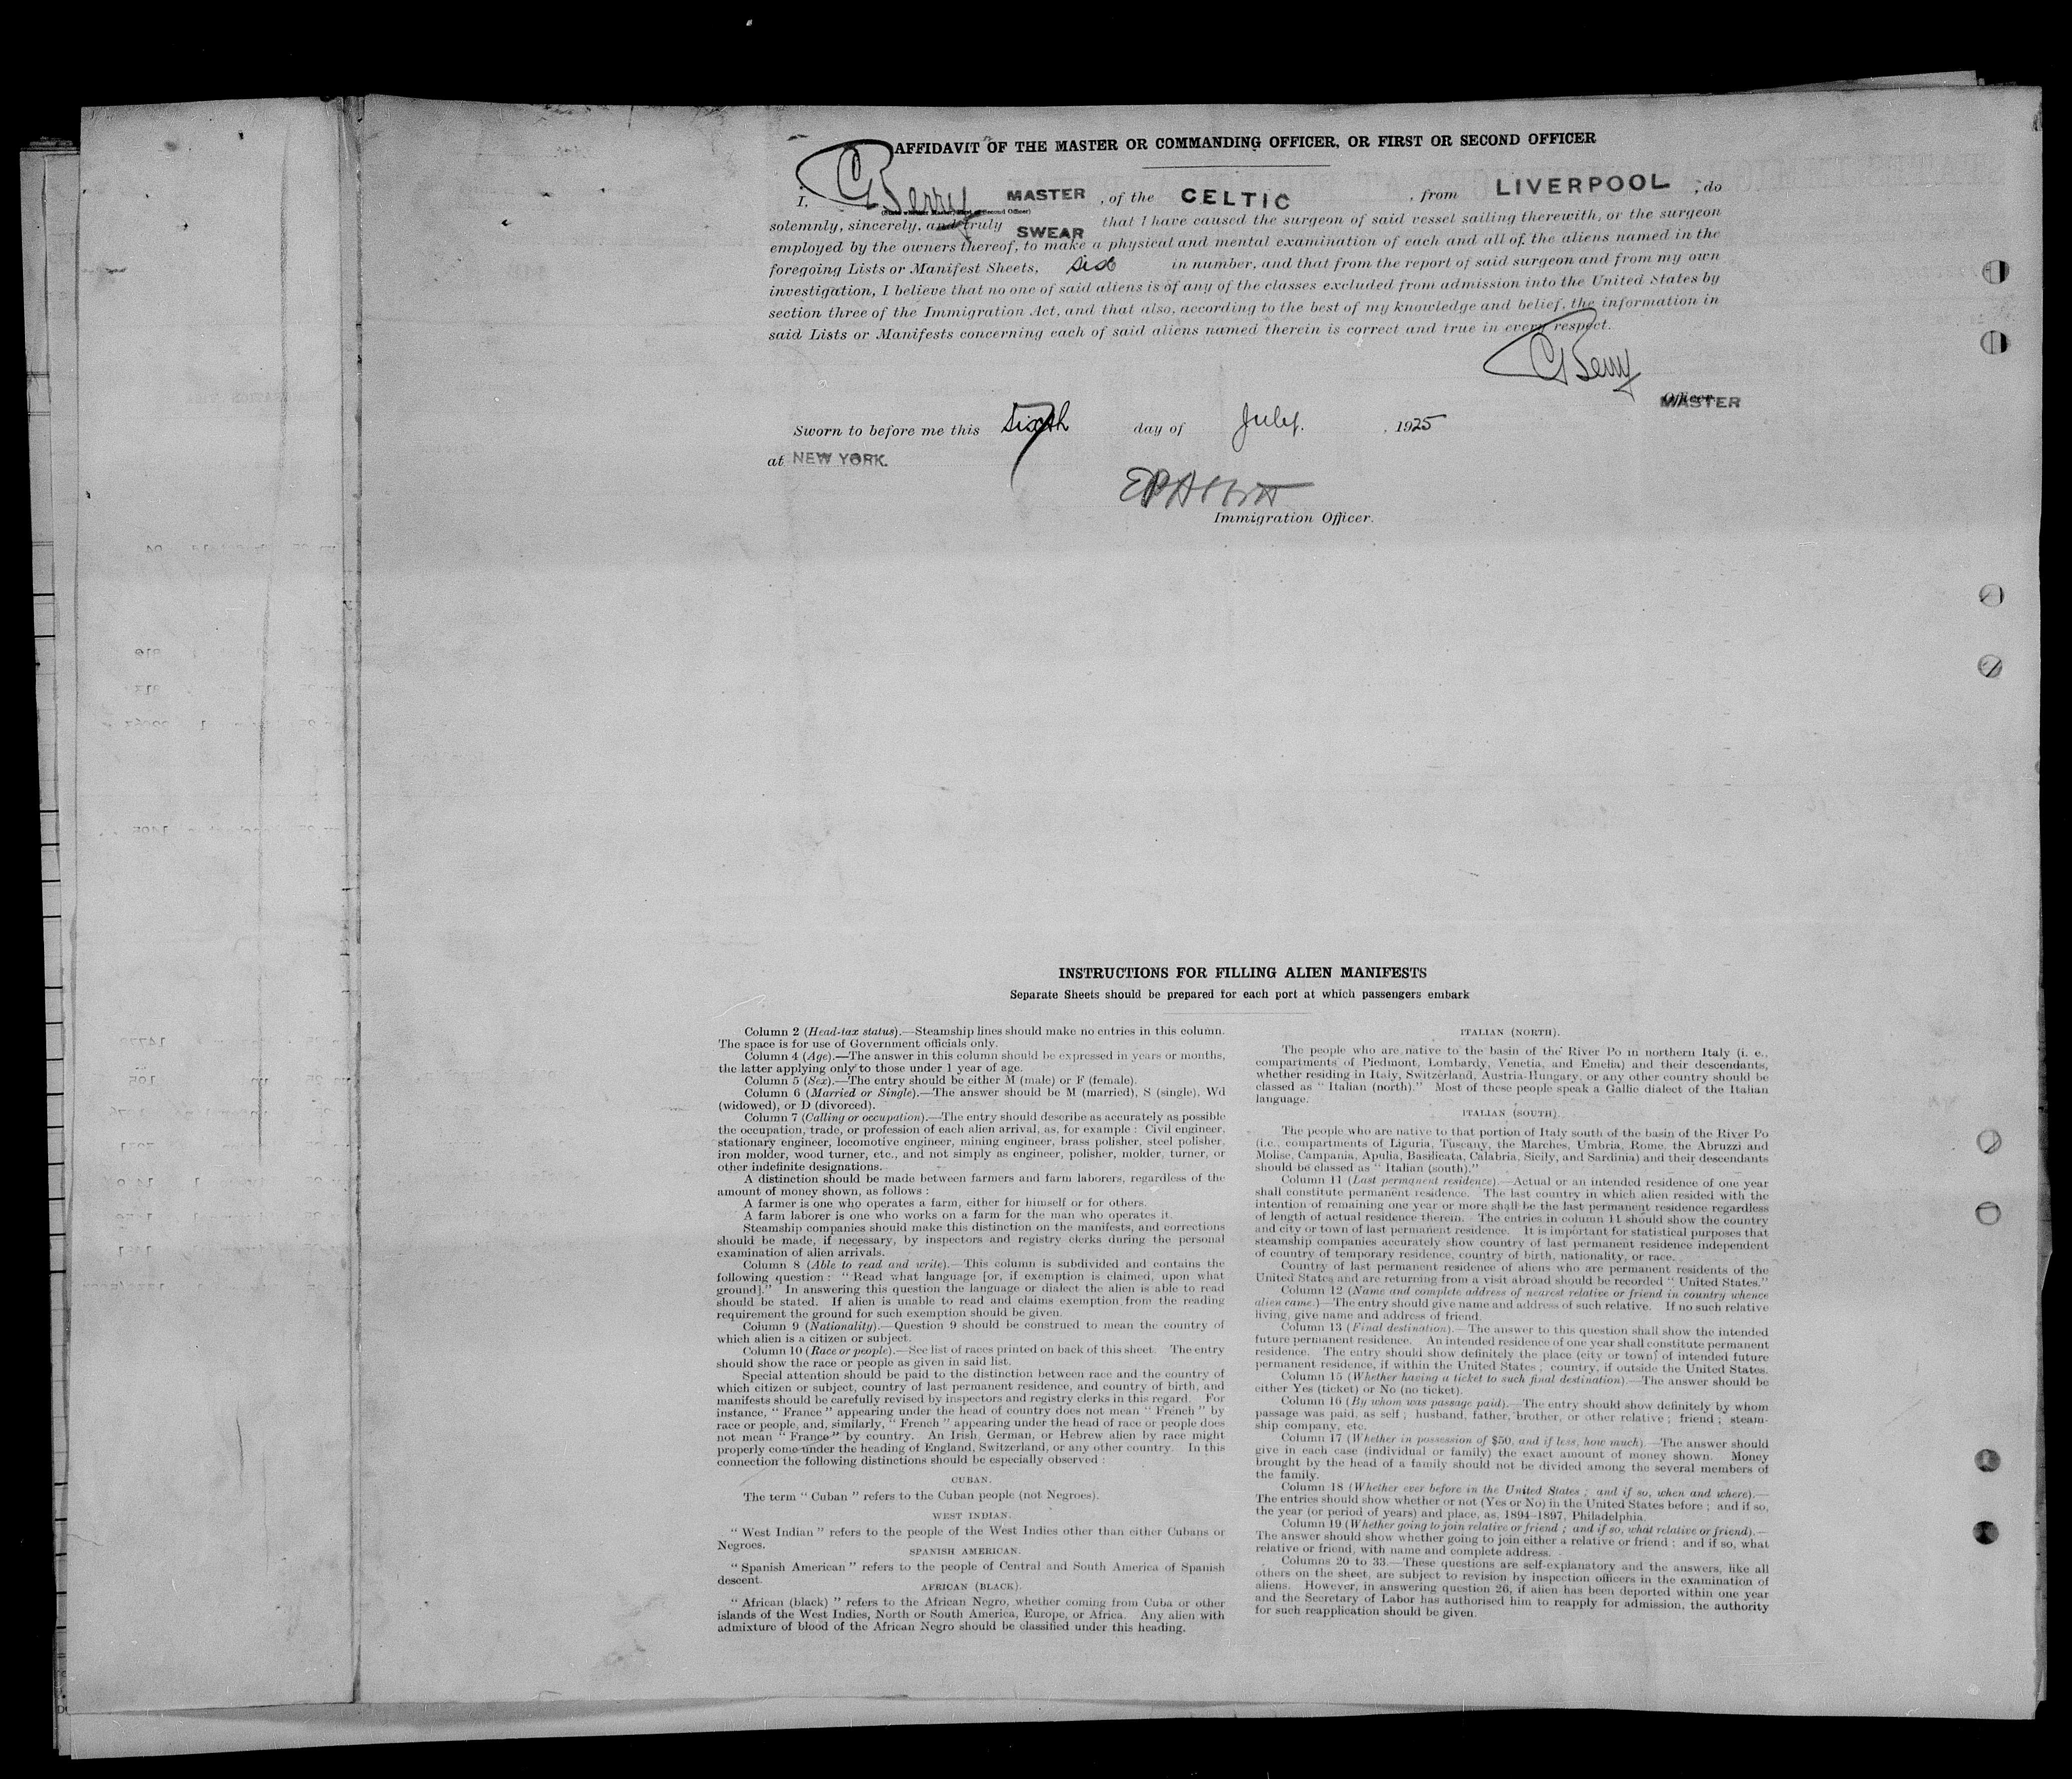 AFFIDAVIT OF THE MASTER OR COMMANDING OFFICER, OR FIRST OR SECOND OFFICER
I, G Berry MASTER , of the CELTIC , from LIVERPOOL , do
(State whether Master, First or Second Officer)
solemnly, sincerely, and truly SWEAR that I have caused the surgeon of said vessel sailing therewith, or the surgeon
employed by the owners thereof, to make a physical and mental examination of each and all of the aliens named in the
foregoing Lists or Manifest Sheets, six in number, and that from the report of said surgeon and from my own
investigation, I believe that no one of said aliens is of any of the classes excluded from admission into the United States by
section three of the Immigration Act, and that also, according to the best of my knowledge and belief, the information in
said Lists or Manifests concerning each of said aliens named therein is correct and true in every respect.
G Berry
Officer.
MASTER
Sworn to before me this Sixth day of July. , 1925
at NEW YORK.
Immigration Officer.
INSTRUCTIONS FOR FILLING ALIEN MANIFESTS
Separate Sheets should be prepared for each port at which passengers embark
Column 2 (Head-tax status).—Steamship lines should make no entries in this column.
The space is for use of Government officials only.
Column 4 (Age).—The answer in this column should be expressed in years or months,
the latter applying only to those under 1 year of age.
Column 5 (Sex).—The entry should be either M (male) or F (female).
Column 6 (Married or Single).—The answer should be M (married), S (single), Wd
(widowed), or D (divorced).
Column 7 (Calling or occupation).—The entry should describe as accurately as possible
the occupation, trade, or profession of each alien arrival, as, for example : Civil engineer,
stationary engineer, locomotive engineer, mining engineer, brass polisher, steel polisher,
iron molder, wood turner, etc., and not simply as engineer, polisher, molder, turner, or
other indefinite designations.
A distinction should be made between farmers and farm laborers, regardless of the
amount of money shown, as follows :
A farmer is one who operates a farm, either for himself or for others.
A farm laborer is one who works on a farm for the man who operates it.
Steamship companies should make this distinction on the manifests, and corrections
should be made, if necessary, by inspectors and registry clerks during the personal
examination of alien arrivals.
Column 8 (Able to read and write).—This column is subdivided and contains the
following question : " Read what language [or, if exemption is claimed, upon what
ground]." In answering this question the language or dialect the alien is able to read
should be stated. If alien is unable to read and claims exemption from the reading
requirement the ground for such exemption should be given.
Column 9 (Nationality).—Question 9 should be construed to mean the country of
which alien is a citizen or subject.
Column 10 (Race or people).—See list of races printed on back of this sheet. The entry
should show the race or people as given in said list.
Special attention should be paid to the distinction between race and the country of
which citizen or subject, country of last permanent residence, and country of birth, and
manifests should be carefully revised by inspectors and registry clerks in this regard. For
instance, " France " appearing under the head of country does not mean " French " by
race or people, and, similarly, " French " appearing under the head of race or people does
not mean " France " by country. An Irish, German, or Hebrew alien by race might
properly come under the heading of England, Switzerland, or any other country. In this
connection the following distinctions should be especially observed :
CUBAN.
The term " Cuban " refers to the Cuban people (not Negroes).
WEST INDIAN.
" West Indian " refers to the people of the West Indies other than either Cubans or
Negroes.
SPANISH AMERICAN.
" Spanish American " refers to the people of Central and South America of Spanish
descent.
AFRICAN (BLACK).
" African (black) " refers to the African Negro, whether coming from Cuba or other
islands of the West Indies, North or South America, Europe, or Africa. Any alien with
admixture of blood of the African Negro should be classified under this heading.
ITALIAN (NORTH).
The people who are native to the basin of the River Po in northern Italy (i. e.,
compartments of Piedmont, Lombardy, Venetia, and Emelia) and their descendants,
whether residing in Italy, Switzerland, Austria-Hungary, or any other country should be
classed as " Italian (north)." Most of these people speak a Gallic dialect of the Italian
language.
ITALIAN (SOUTH).
The people who are native to that portion of Italy south of the basin of the River Po
(i.e., compartments of Liguria, Tuscany, the Marches, Umbria, Rome, the Abruzzi and
Molise, Campania, Apulia, Basilicata, Calabria, Sicily, and Sardinia) and their descendants
should be classed as " Italian (south)."
Column 11 (Last permanent residence).—Actual or an intended residence of one year
shall constitute permanent residence. The last country in which alien resided with the
intention of remaining one year or more shall be the last permanent residence regardless
of length of actual residence therein. The entries in column 11 should show the country
and city or town of last permanent residence. It is important for statistical purposes that
steamship companies accurately show country of last permanent residence independent
of country of temporary residence, country of birth, nationality, or race.
Country of last permanent residence of aliens who are permanent residents of the
United States and are returning from a visit abroad should be recorded " United States."
Column 12 (Name and complete address of nearest relative or friend in country whence
alien came.)—The entry should give name and address of such relative. If no such relative
living, give name and address of friend.
Column 13 (Final destination).—The answer to this question shall show the intended
future permanent residence. An intended residence of one year shall constitute permanent
residence. The entry should show definitely the place (city or town) of intended future
permanent residence, if within the United States ; country, if outside the United States.
Column 15 (Whether having a ticket to such final destination).—The answer should be
either Yes (ticket) or No (no ticket).
Column 16 (By whom was passage paid).—The entry should show definitely by whom
passage was paid, as self ; husband, father, brother, or other relative ; friend ; steam-
ship company, etc.
Column 17 (Whether in possession of $50, and if less, how much).—The answer should
give in each case (individual or family) the exact amount of money shown. Money
brought by the head of a family should not be divided among the several members of
the family.
Column 18 (Whether ever before in the United States ; and if so, when and where).—
The entries should show whether or not (Yes or No) in the United States before ; and if so,
the year (or period of years) and place, as, 1894-1897, Philadelphia.
Column 19 (Whether going to join relative or friend ; and if so, what relative or friend).—
The answer should show whether going to join either a relative or friend ; and if so, what
relative or friend, with name and complete address.
Columns 20 to 33.—These questions are self-explanatory and the answers, like all
others on the sheet, are subject to revision by inspection officers in the examination of
aliens. However, in answering question 26, if alien has been deported within one year
and the Secretary of Labor has authorised him to reapply for admission, the authority
for such reapplication should be given.